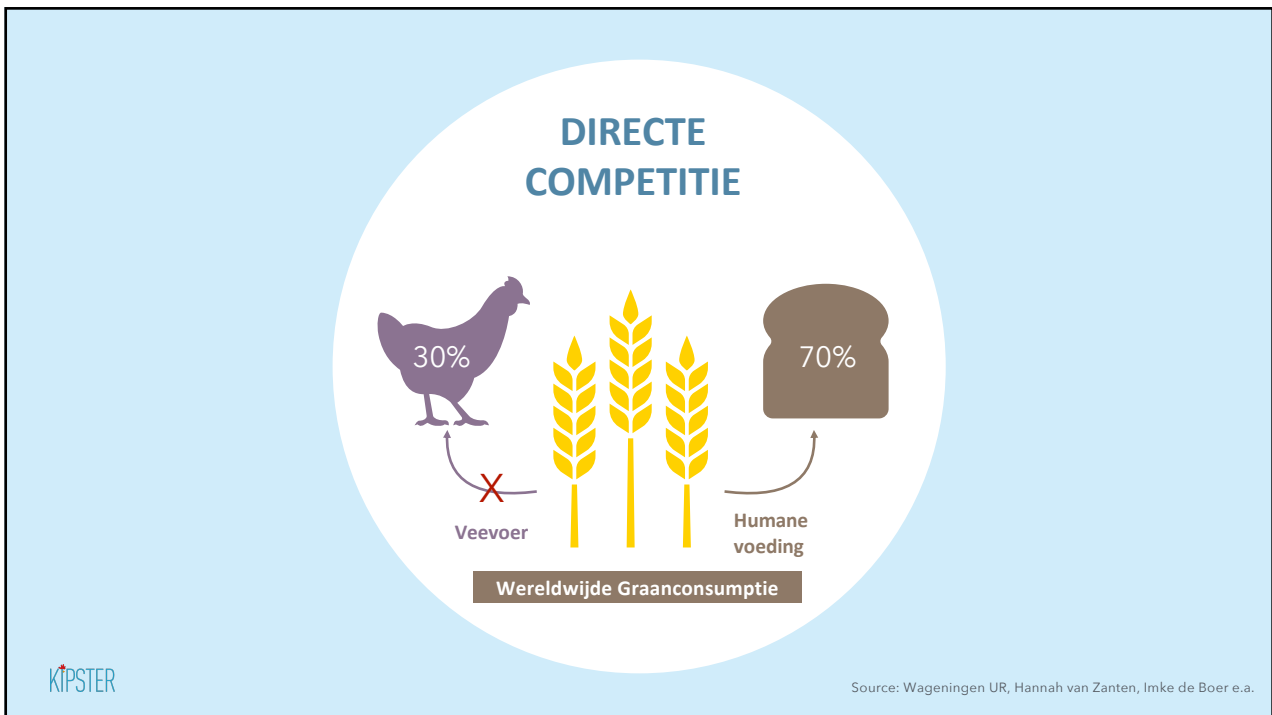 DIRECTE
COMPETITIE
30%
70%
X
Veevoer
Humane
voeding
Wereldwijde Graanconsumptie
KIPSTER
Source: Wageningen UR, Hannah van Zanten, Imke de Boer e.a.